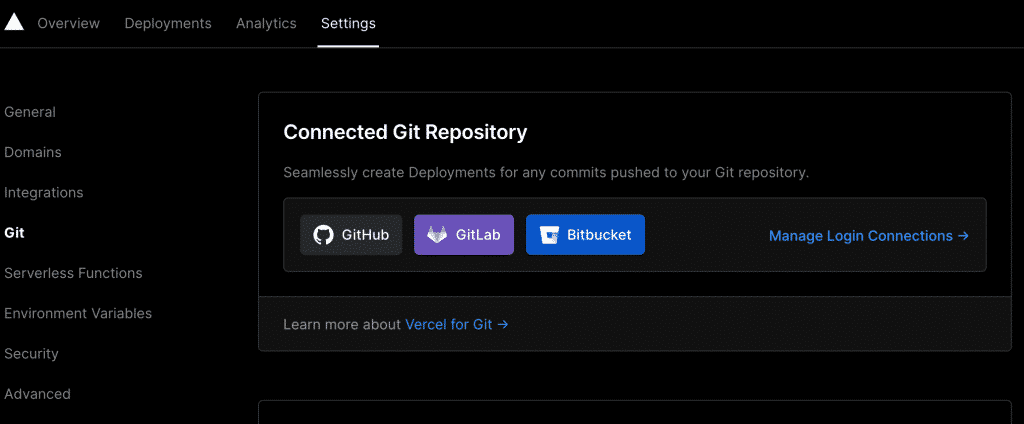 Overview Deployments Analytics Settings
General
Domains
Integrations
Git
Serverless Functions
Environment Variables
Security
Advanced
Connected Git Repository
Seamlessly create Deployments for any commits pushed to your Git repository.
GitHub GitLab Bitbucket Manage Login Connections →
Learn more about Vercel for Git →